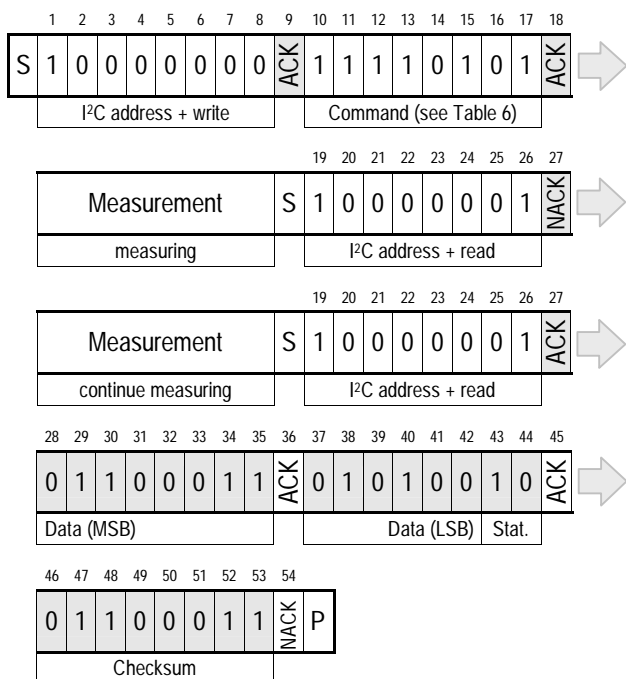 1 2 3 4 5 6 7 8 9 10 11 12 13 14 15 16 17 18
S 1 0 0 0 0 0 0 0 ACK 1 1 1 1 0 1 0 1 ACK
I²C address + write Command (see Table 6)
19 20 21 22 23 24 25 26 27
Measurement S 1 0 0 0 0 0 0 1 NACK
measuring I²C address + read
19 20 21 22 23 24 25 26 27
Measurement S 1 0 0 0 0 0 0 1 ACK
continue measuring I²C address + read
28 29 30 31 32 33 34 35 36 37 38 39 40 41 42 43 44 45
0 1 1 0 0 0 1 1 ACK 0 1 0 1 0 0 1 0 ACK
Data (MSB) Data (LSB) Stat.
46 47 48 49 50 51 52 53 54
0 1 1 0 0 0 1 1 NACK P
Checksum